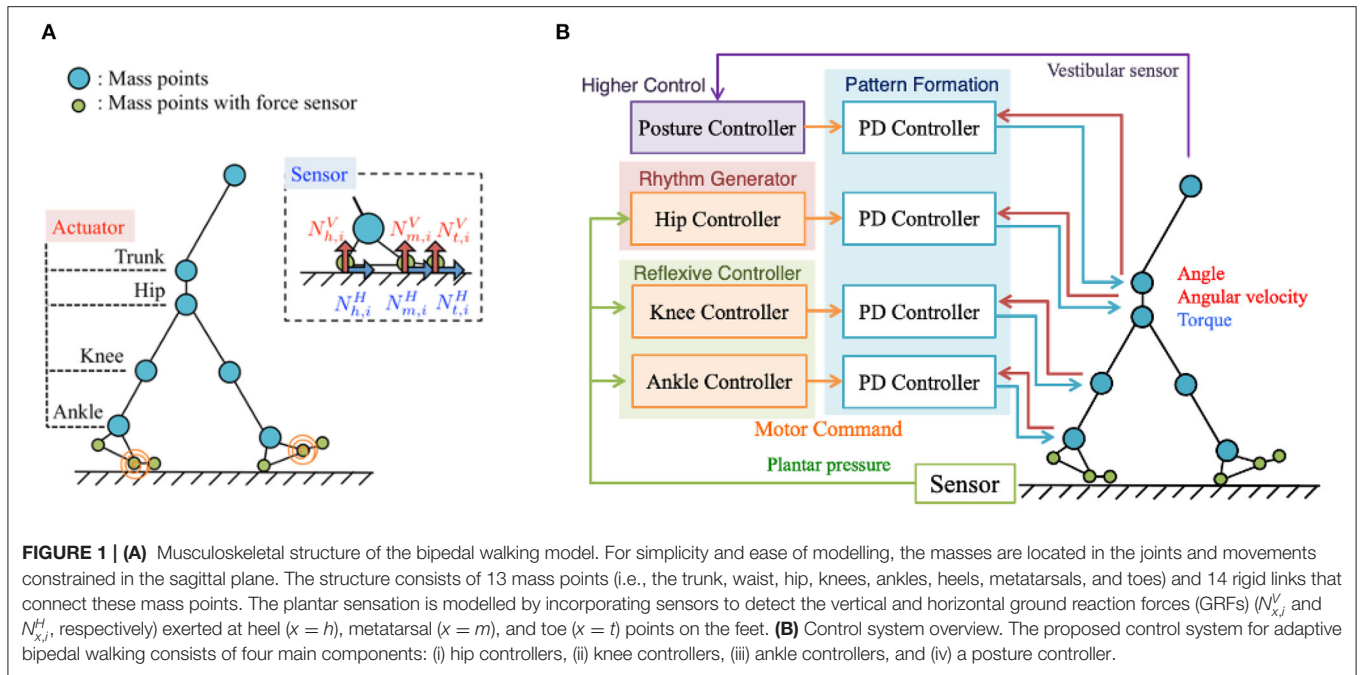 A
: Mass points
: Mass points with force sensor
Sensor
N^V_{h,i} N^V_{m,i} N^V_{t,i}
N^H_{h,i} N^H_{m,i} N^H_{t,i}
Actuator
Trunk
Hip
Knee
Ankle
B
Vestibular sensor
Higher Control
Pattern Formation
Posture Controller
PD Controller
Rhythm Generator
Hip Controller
PD Controller
Reflexive Controller
Knee Controller
PD Controller
Ankle Controller
PD Controller
Angle
Angular velocity
Torque
Motor Command
Plantar pressure
Sensor
FIGURE 1 | (A) Musculoskeletal structure of the bipedal walking model. For simplicity and ease of modelling, the masses are located in the joints and movements
constrained in the sagittal plane. The structure consists of 13 mass points (i.e., the trunk, waist, hip, knees, ankles, heels, metatarsals, and toes) and 14 rigid links that
connect these mass points. The plantar sensation is modelled by incorporating sensors to detect the vertical and horizontal ground reaction forces (GRFs) (N^V_{x,i} and
N^H_{x,i}, respectively) exerted at heel (x = h), metatarsal (x = m), and toe (x = t) points on the feet. (B) Control system overview. The proposed control system for adaptive
bipedal walking consists of four main components: (i) hip controllers, (ii) knee controllers, (iii) ankle controllers, and (iv) a posture controller.